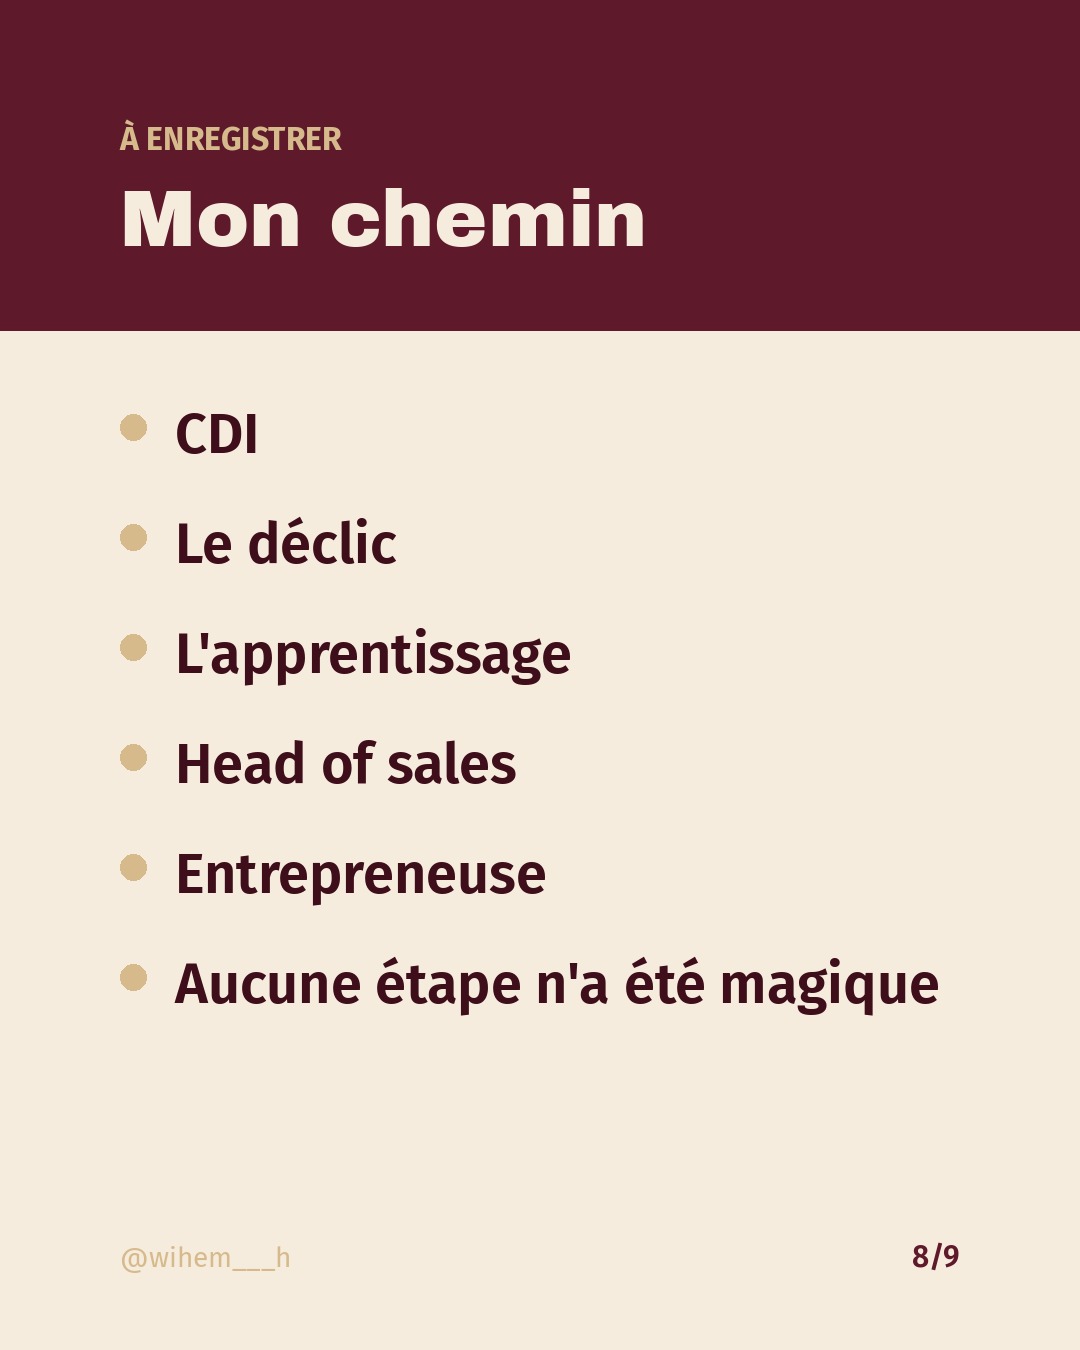 À ENREGISTRER
Mon chemin
CDI
Le déclic
L'apprentissage
Head of sales
Entrepreneuse
Aucune étape n'a été magique
@wihem___h
8/9